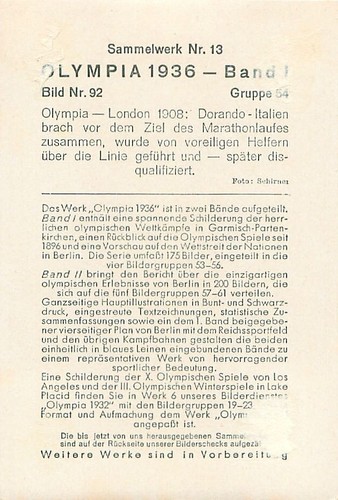 Sammelwerk Nr. 13
OLYMPIA 1936 — Band I
Bild Nr. 92 Gruppe 54
Olympia — London 1908: Dorando-Italien
brach vor dem Ziel des Marathonlaufes
zusammen, wurde von voreiligen Helfern
über die Linie geführt und — später dis-
qualifiziert.
Foto: Schirner
Das Werk „Olympia 1936" ist in zwei Bände aufgeteilt.
Band I enthält eine spannende Schilderung der herr-
lichen olympischen Wettkämpfe in Garmisch-Parten-
kirchen, einen Rückblick auf die Olympischen Spiele seit
1896 und eine Vorschau auf den Wettstreit der Nationen
in Berlin. Die Serie umfaßt 175 Bilder, eingeteilt in die
vier Bildergruppen 53–56.
Band II bringt den Bericht über die einzigartigen
olympischen Erlebnisse von Berlin in 200 Bildern, die
sich auf die fünf Bildergruppen 57–61 verteilen.
Ganzseitige Hauptillustrationen in Bunt- und Schwarz-
druck, eingestreute Textzeichnungen, statistische Zu-
sammenfassungen sowie ein dem 1. Band beigegebe-
ner vierseitiger Plan von Berlin mit dem Reichssportfeld
und den übrigen Kampfbahnen gestalten die beiden
einheitlich in blaues Leinen eingebundenen Bände zu
einem repräsentativen Werk von hervorragender
sportlicher Bedeutung.
Eine Schilderung der X. Olympischen Spiele von Los
Angeles und der III. Olympischen Winterspiele in Lake
Placid finden Sie in Werk 6 unseres Bilderdienstes
„Olympia 1932" mit den Bildergruppen 19–23
Format und Aufmachung dem Werk „Olym
angepaßt ist.
Die bis jetzt von uns herausgegebenen Samme
sind auf der Rückseite unserer Bilderschecks aufgezäh
Weitere Werke sind in Vorbereitung